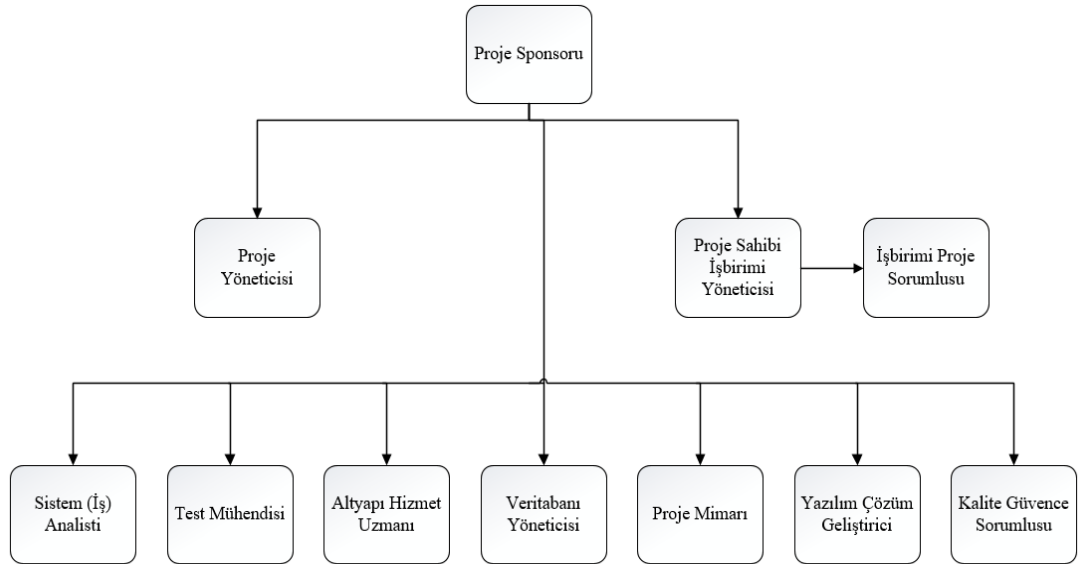 Proje Sponsoru
Proje
Yöneticisi
Proje Sahibi
İşbirimi
Yöneticisi
İşbirimi Proje
Sorumlusu
Sistem (İş)
Analisti
Test Mühendisi
Altyapı Hizmet
Uzmanı
Veritabanı
Yöneticisi
Proje Mimarı
Yazılım Çözüm
Geliştirici
Kalite Güvence
Sorumlusu